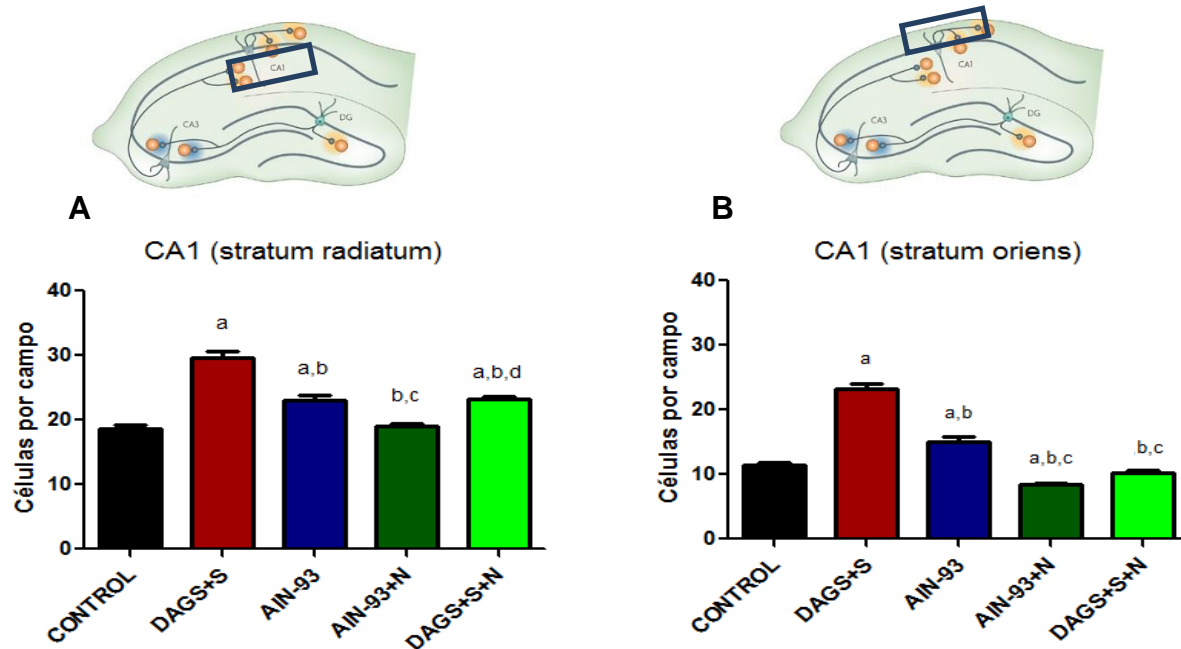 CA1
CA3
DG
A
CA1 (stratum radiatum)
Células por campo
40
30
20
10
0
a
a,b
b,c
a,b,d
CONTROL
DAGS+S
AIN-93
AIN-93+N
DAGS+S+N
CA1
CA3
DG
B
CA1 (stratum oriens)
Células por campo
40
30
20
10
0
a
a,b
a,b,c
b,c
CONTROL
DAGS+S
AIN-93
AIN-93+N
DAGS+S+N